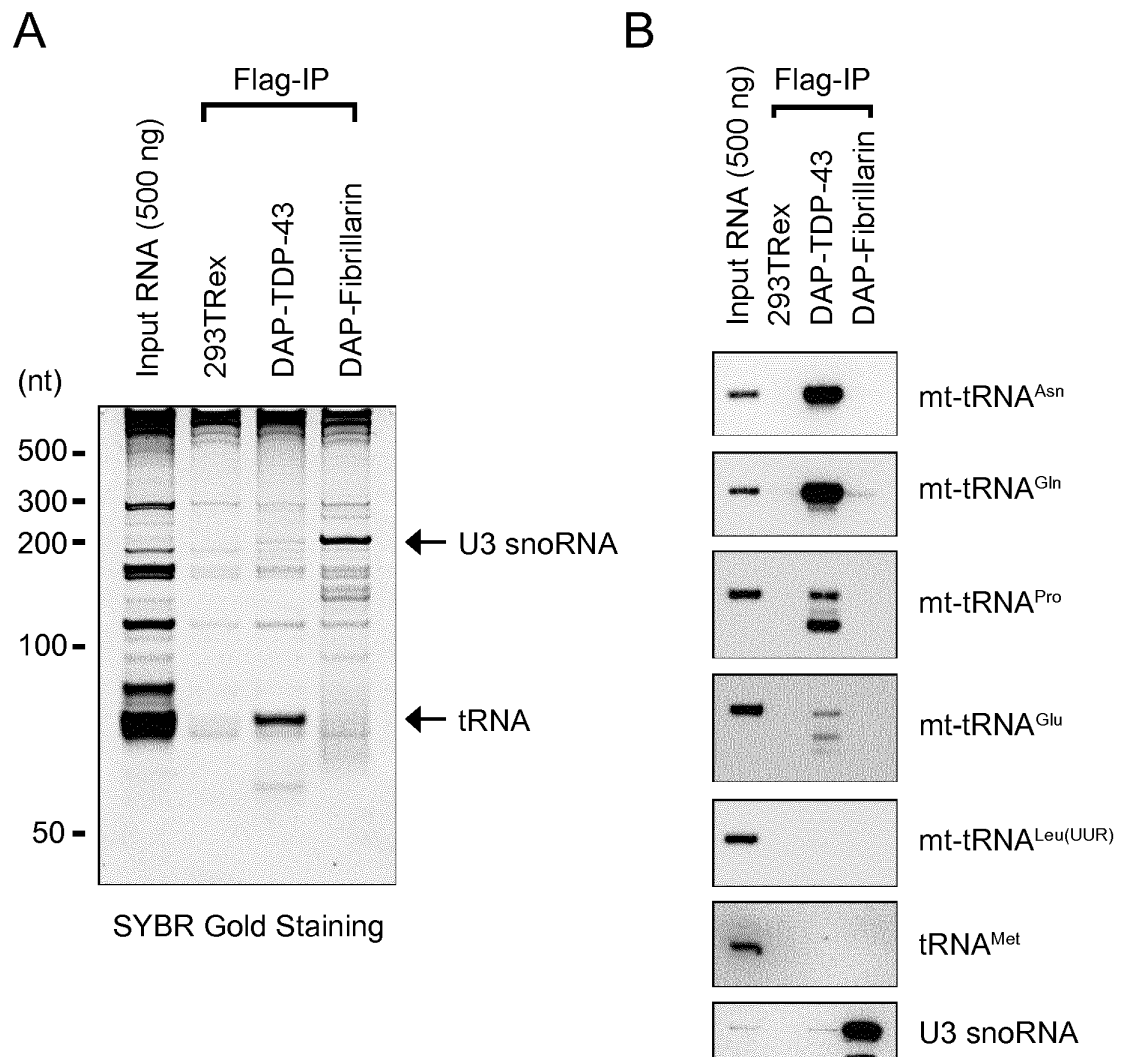 A
Flag-IP
Input RNA (500 ng)
293TRex
DAP-TDP-43
DAP-Fibrillarin
(nt)
500
300
200
100
50
U3 snoRNA
tRNA
SYBR Gold Staining
B
Flag-IP
Input RNA (500 ng)
293TRex
DAP-TDP-43
DAP-Fibrillarin
mt-tRNAAsn
mt-tRNAGln
mt-tRNAPro
mt-tRNAGlu
mt-tRNALeu(UUR)
tRNAMet
U3 snoRNA